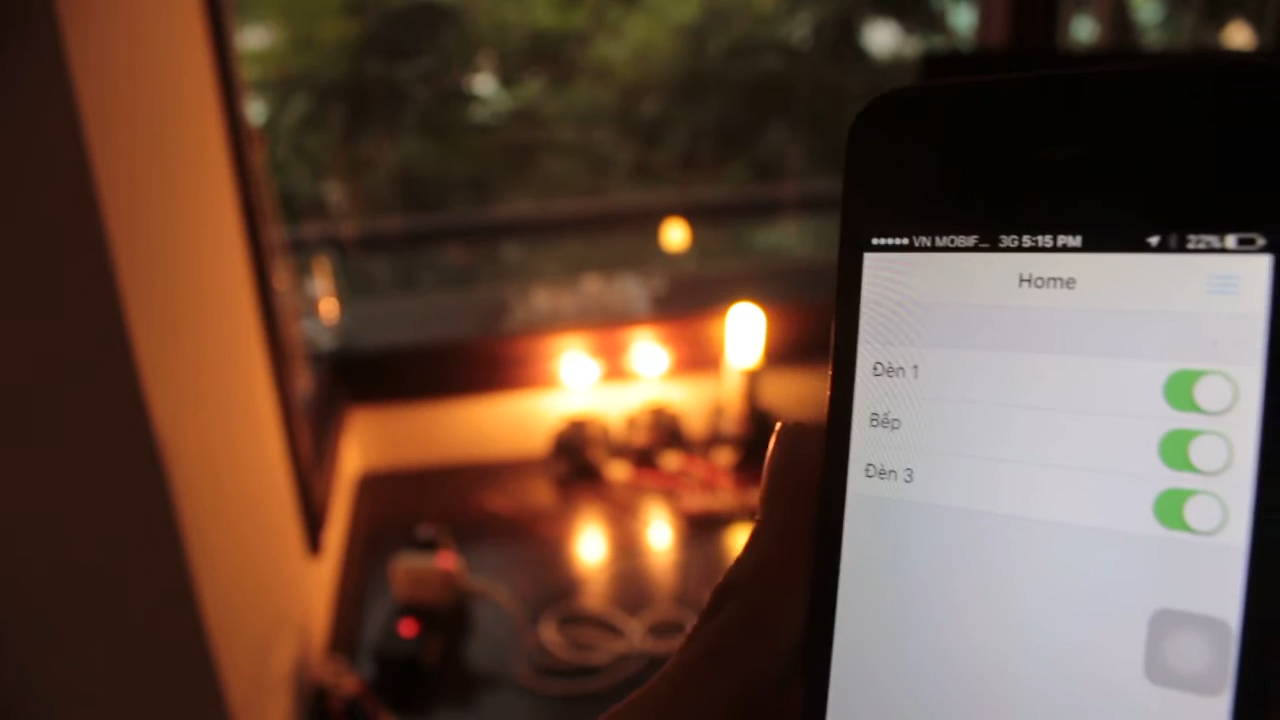 VN MOBIF... 3G 5:15 PM 22%
Home
Đèn 1
Bếp
Đèn 3